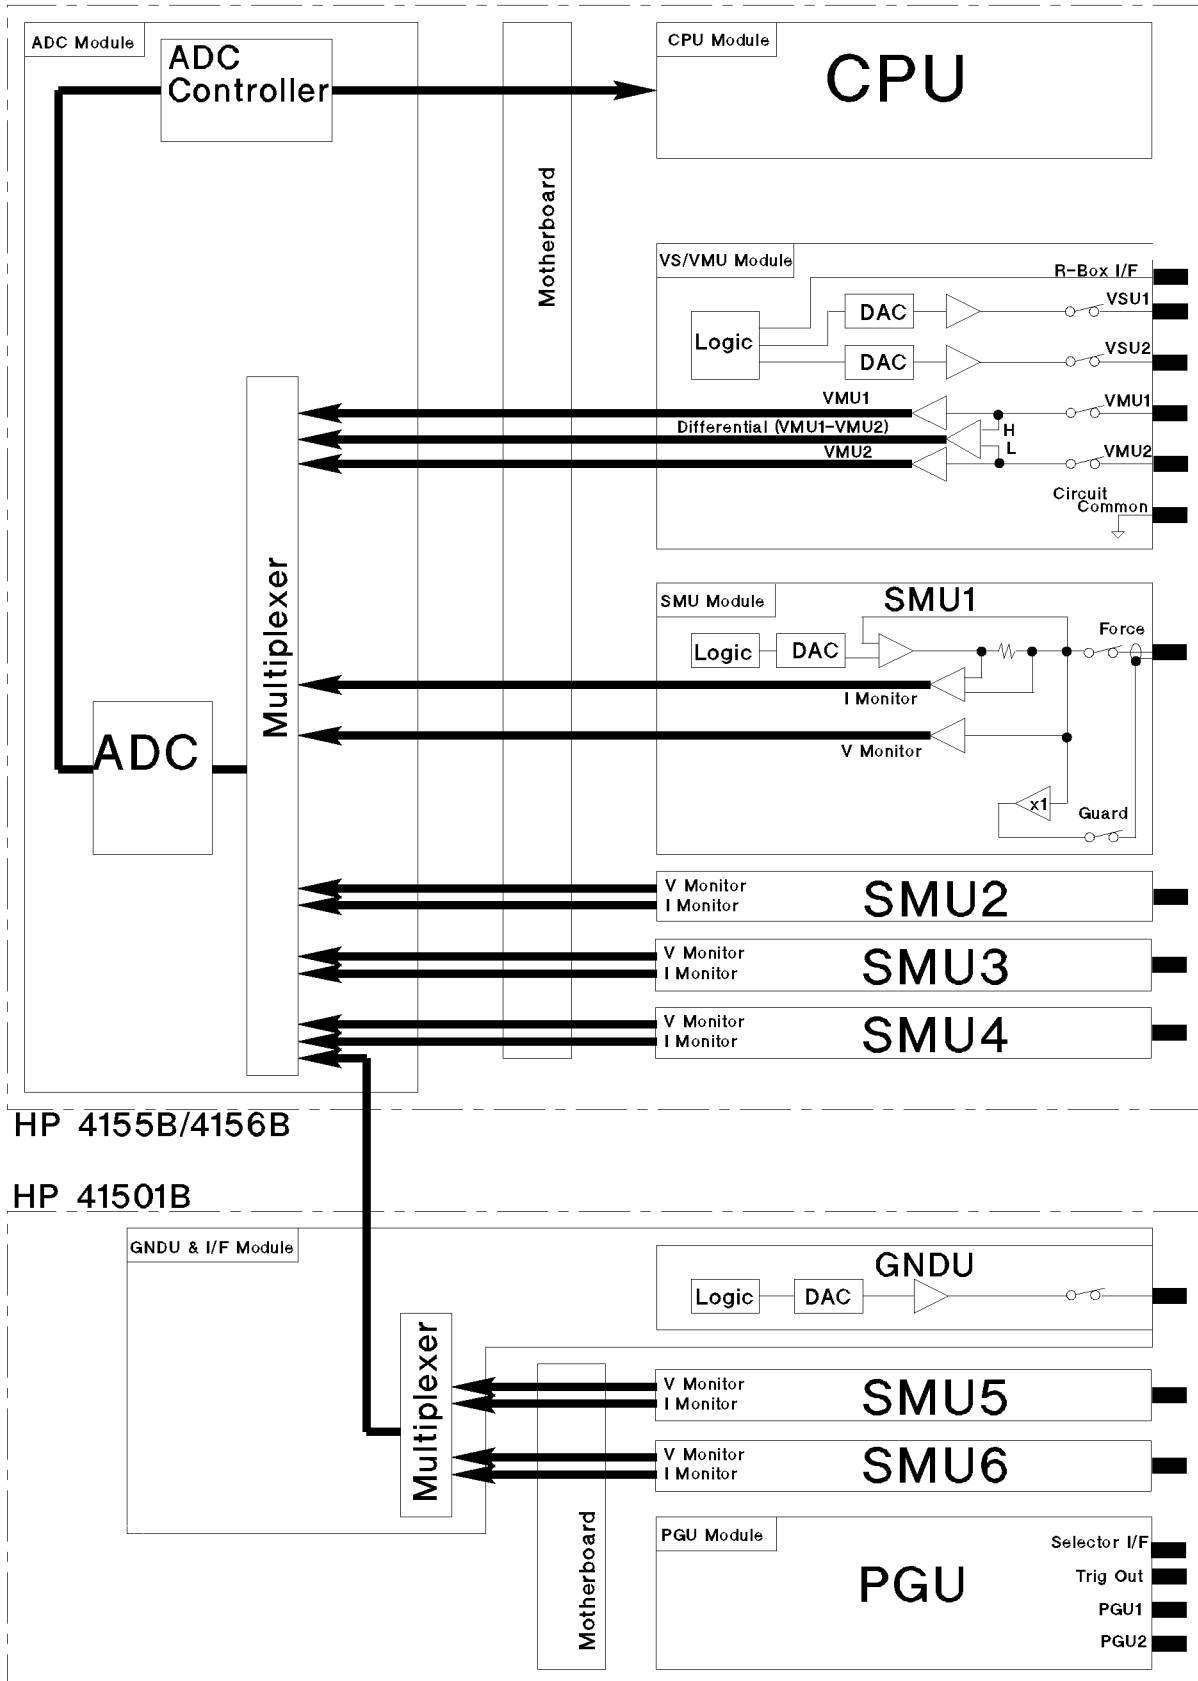 ADC Module
ADC
Controller
CPU Module
CPU
Motherboard
VS/VMU Module
R-Box I/F
VSU1
DAC
Logic
VSU2
DAC
VMU1
VMU1
Differential (VMU1-VMU2)
H
L
VMU2
VMU2
Circuit
Common
Multiplexer
SMU Module
SMU1
Force
Logic
DAC
I Monitor
ADC
V Monitor
x1
Guard
V Monitor
I Monitor
SMU2
V Monitor
I Monitor
SMU3
V Monitor
I Monitor
SMU4
HP 4155B/4156B
HP 41501B
GNDU & I/F Module
GNDU
Logic
DAC
Multiplexer
V Monitor
I Monitor
SMU5
V Monitor
I Monitor
SMU6
Motherboard
PGU Module
PGU
Selector I/F
Trig Out
PGU1
PGU2